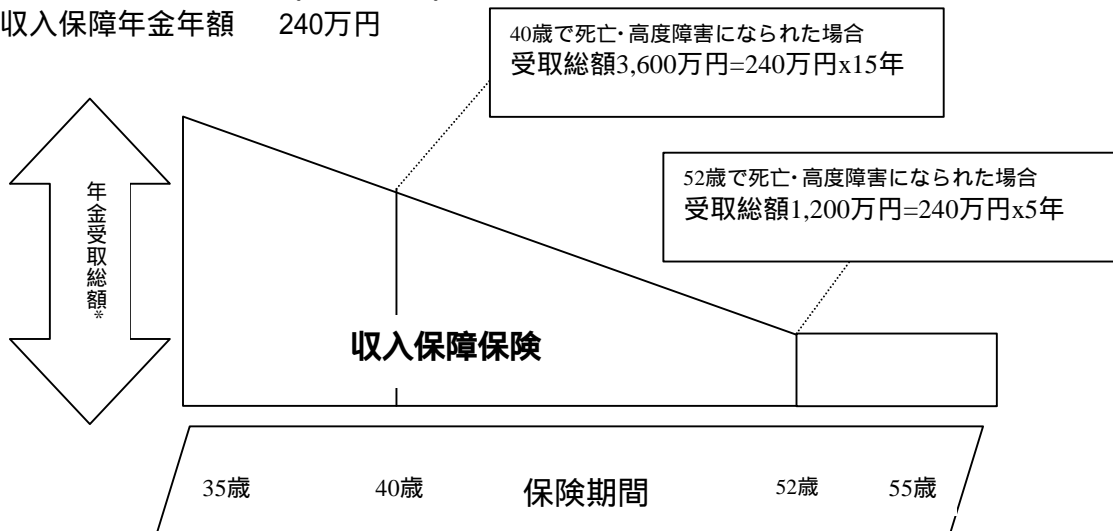 収入保障年金年額 240万円
40歳で死亡・高度障害になられた場合
受取総額3,600万円=240万円x15年
52歳で死亡・高度障害になられた場合
受取総額1,200万円=240万円x5年
年金受取総額*
収入保障保険
35歳 40歳 保険期間 52歳 55歳